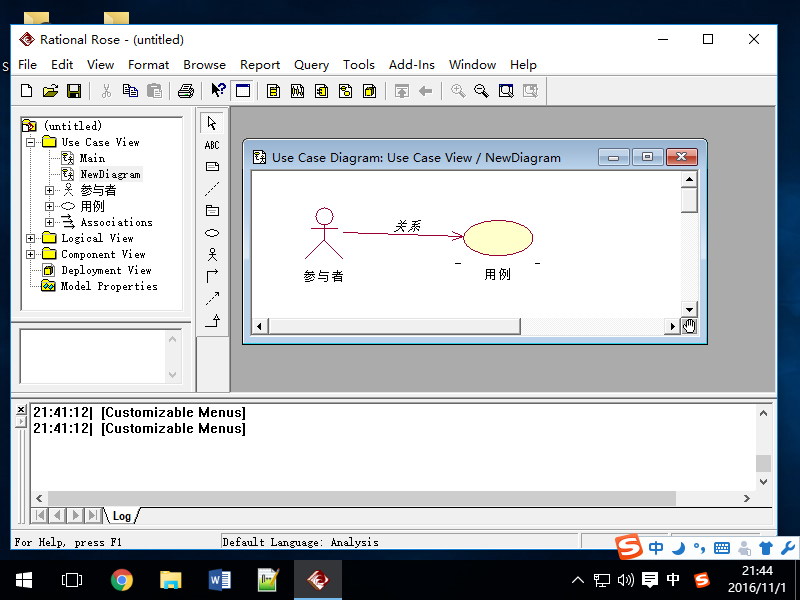 Rational Rose - (untitled)
S
File Edit View Format Browse Report Query Tools Add-Ins Window Help
(untitled)
Use Case View
Main
NewDiagram
参与者
用例
Associations
Logical View
Component View
Deployment View
Model Properties
ABC
Use Case Diagram: Use Case View / NewDiagram
关系
参与者
用例
21:41:12| [Customizable Menus]
21:41:12| [Customizable Menus]
Log
For Help, press F1
Default Language: Analysis
S 中
中 S
21:44
2016/11/1